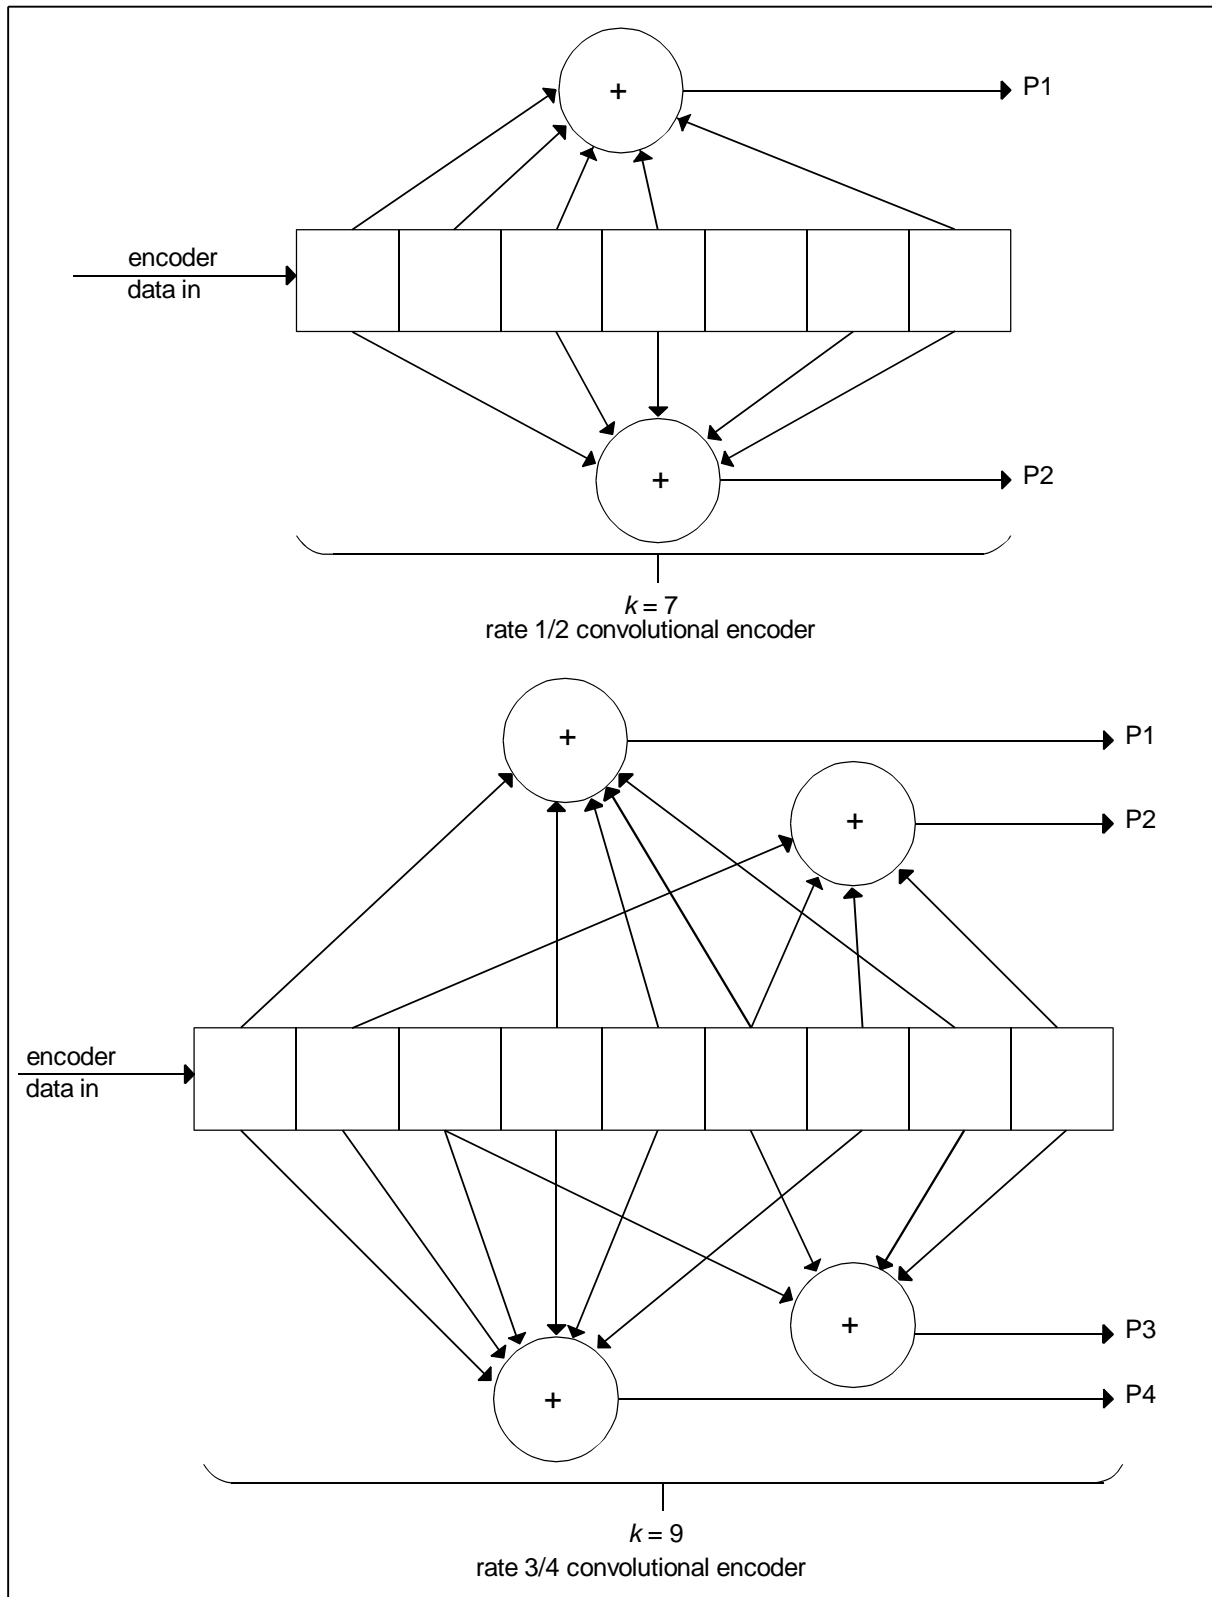 +
P1
encoder
data in
+
P2
k = 7
rate 1/2 convolutional encoder
+
P1
+
P2
encoder
data in
+
P3
+
P4
k = 9
rate 3/4 convolutional encoder